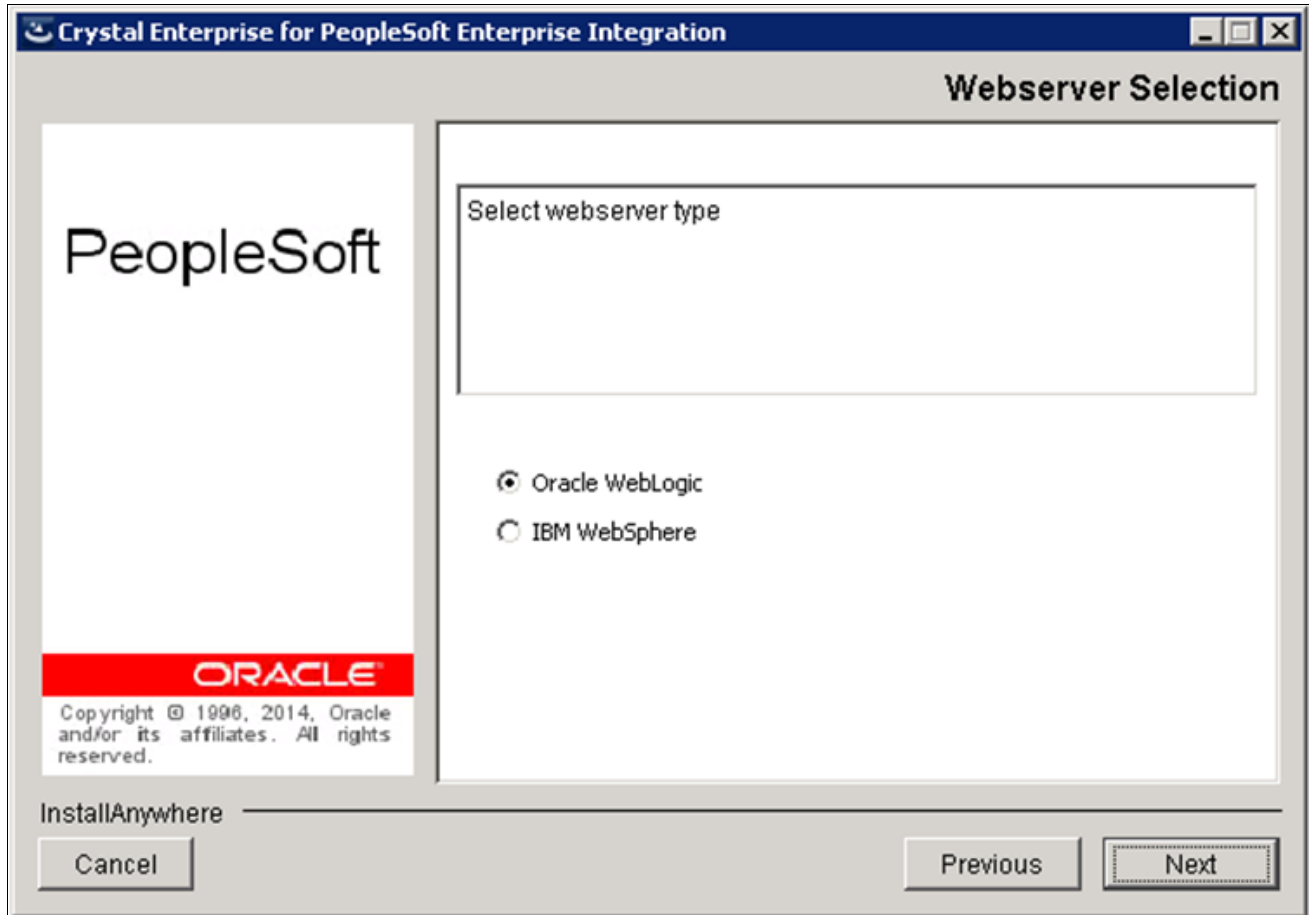 Crystal Enterprise for PeopleSoft Enterprise Integration
Webserver Selection
PeopleSoft
ORACLE
Copyright © 1996, 2014, Oracle
and/or its affiliates. All rights
reserved.
Select webserver type
Oracle WebLogic
IBM WebSphere
InstallAnywhere
Cancel
Previous
Next